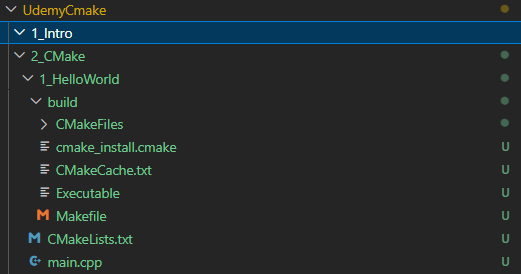 UdemyCmake
1_Intro
2_CMake
1_HelloWorld
build
CMakeFiles
cmake_install.cmake U
CMakeCache.txt U
Executable U
M Makefile U
M CMakeLists.txt U
main.cpp U